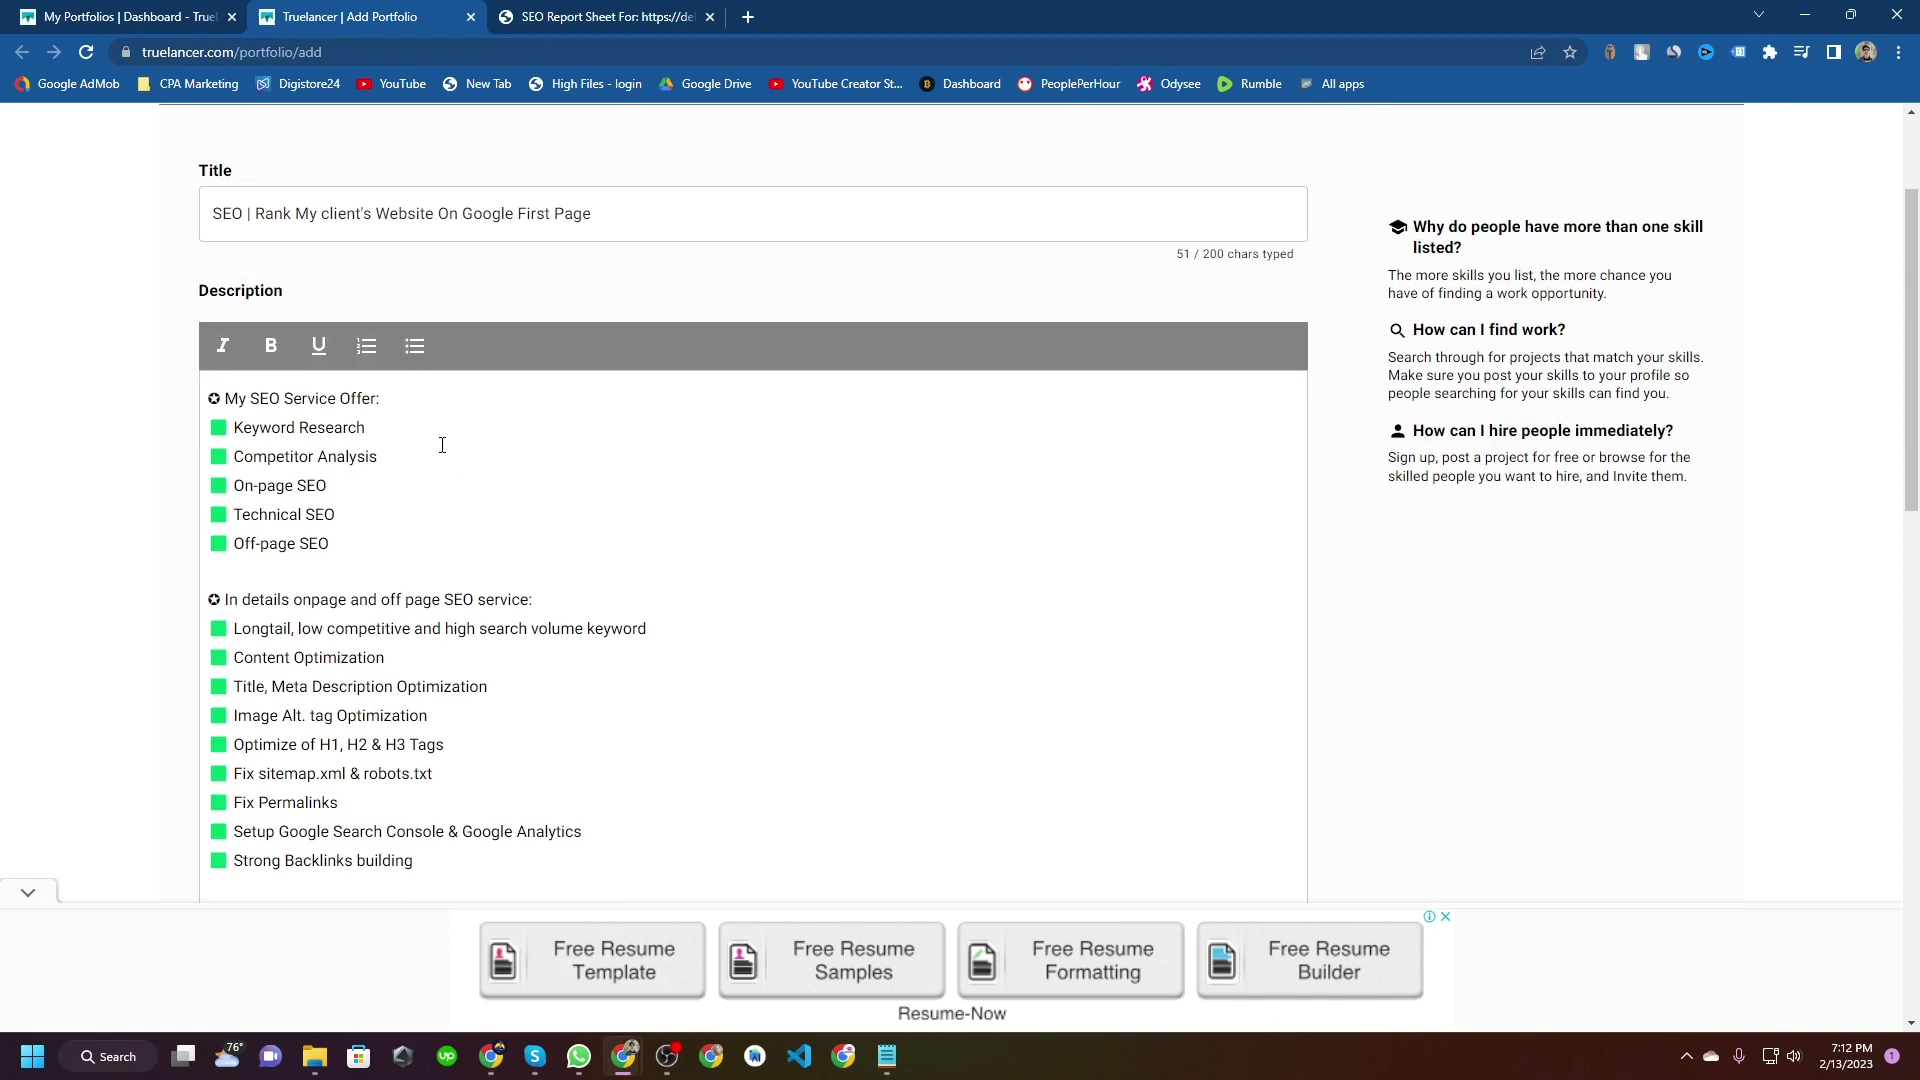 My Portfolios | Dashboard - Truel
Truelancer | Add Portfolio
SEO Report Sheet For: https://de
truelancer.com/portfolio/add
Google AdMob
CPA Marketing
Digistore24
YouTube
New Tab
High Files - login
Google Drive
YouTube Creator St...
Dashboard
PeoplePerHour
Odysee
Rumble
All apps
Title
SEO | Rank My client's Website On Google First Page
51 / 200 chars typed
Description
✪ My SEO Service Offer:
Keyword Research
Competitor Analysis
On-page SEO
Technical SEO
Off-page SEO
✪ In details onpage and off page SEO service:
Longtail, low competitive and high search volume keyword
Content Optimization
Title, Meta Description Optimization
Image Alt. tag Optimization
Optimize of H1, H2 & H3 Tags
Fix sitemap.xml & robots.txt
Fix Permalinks
Setup Google Search Console & Google Analytics
Strong Backlinks building
Why do people have more than one skill
listed?
The more skills you list, the more chance you
have of finding a work opportunity.
How can I find work?
Search through for projects that match your skills.
Make sure you post your skills to your profile so
people searching for your skills can find you.
How can I hire people immediately?
Sign up, post a project for free or browse for the
skilled people you want to hire, and Invite them.
Free Resume
Template
Free Resume
Samples
Free Resume
Formatting
Free Resume
Builder
Resume-Now
Search
76°
up
7:12 PM
2/13/2023
1